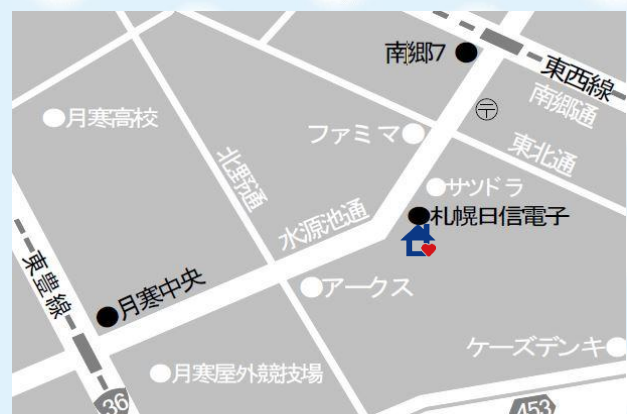 南郷7
東西線
南郷通
月寒高校
ファミマ
〒
東北通
北野通
サツドラ
水源池通
札幌日信電子
東豊線
月寒中央
アークス
ケーズデンキ
月寒屋外競技場
36
453